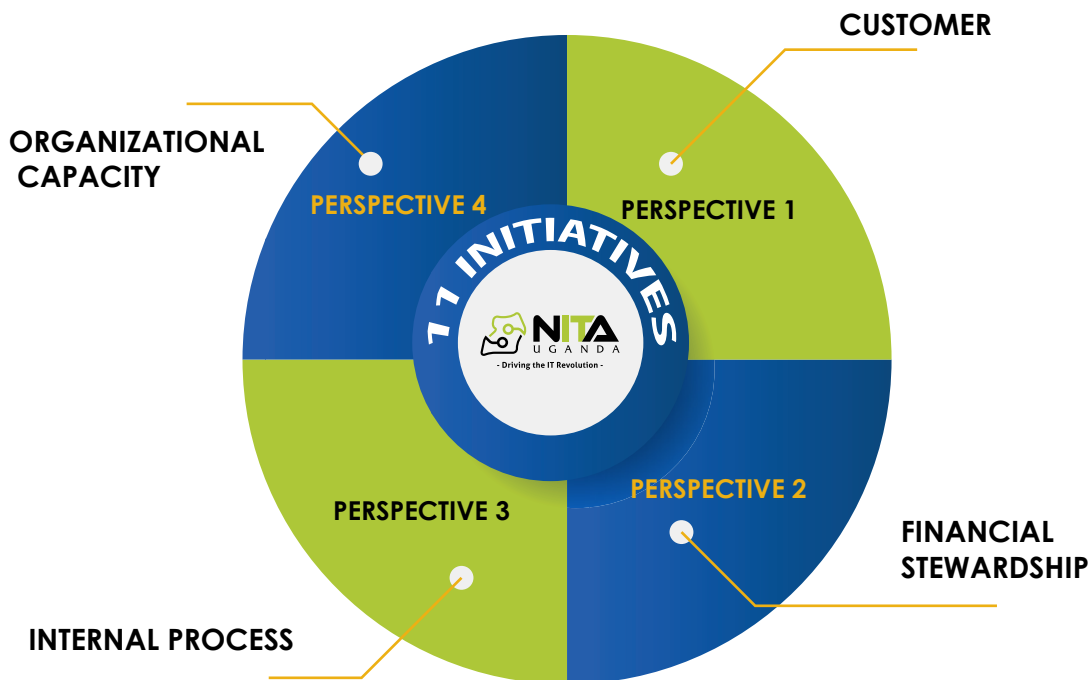 CUSTOMER
ORGANIZATIONAL
CAPACITY
PERSPECTIVE 4
PERSPECTIVE 1
11 INITIATIVES
NITA
UGANDA
- Driving the IT Revolution -
PERSPECTIVE 3
PERSPECTIVE 2
FINANCIAL
STEWARDSHIP
INTERNAL PROCESS